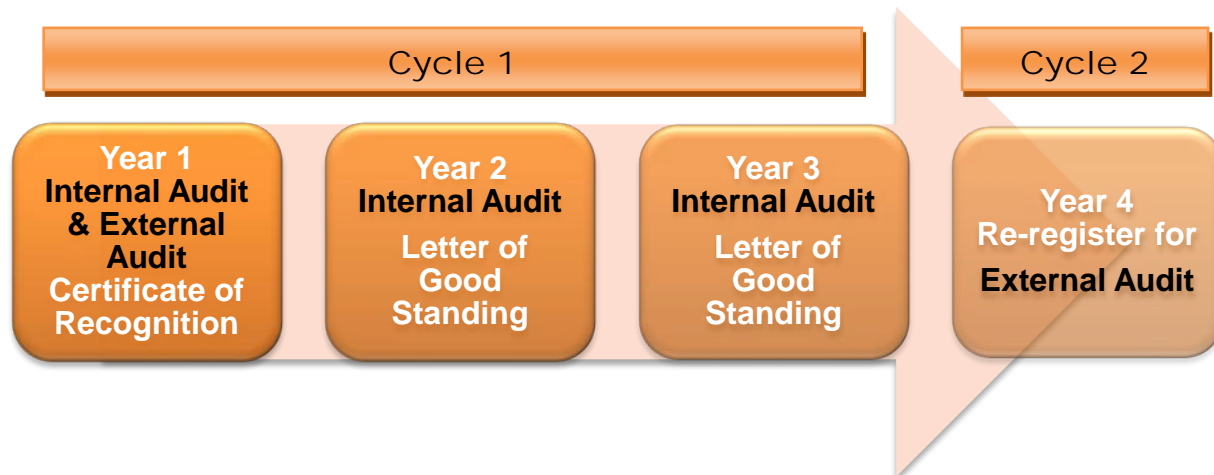 Cycle 1
Cycle 2
Year 1
Internal Audit
& External
Audit
Certificate of
Recognition
Year 2
Internal Audit
Letter of
Good
Standing
Year 3
Internal Audit
Letter of
Good
Standing
Year 4
Re-register for
External Audit